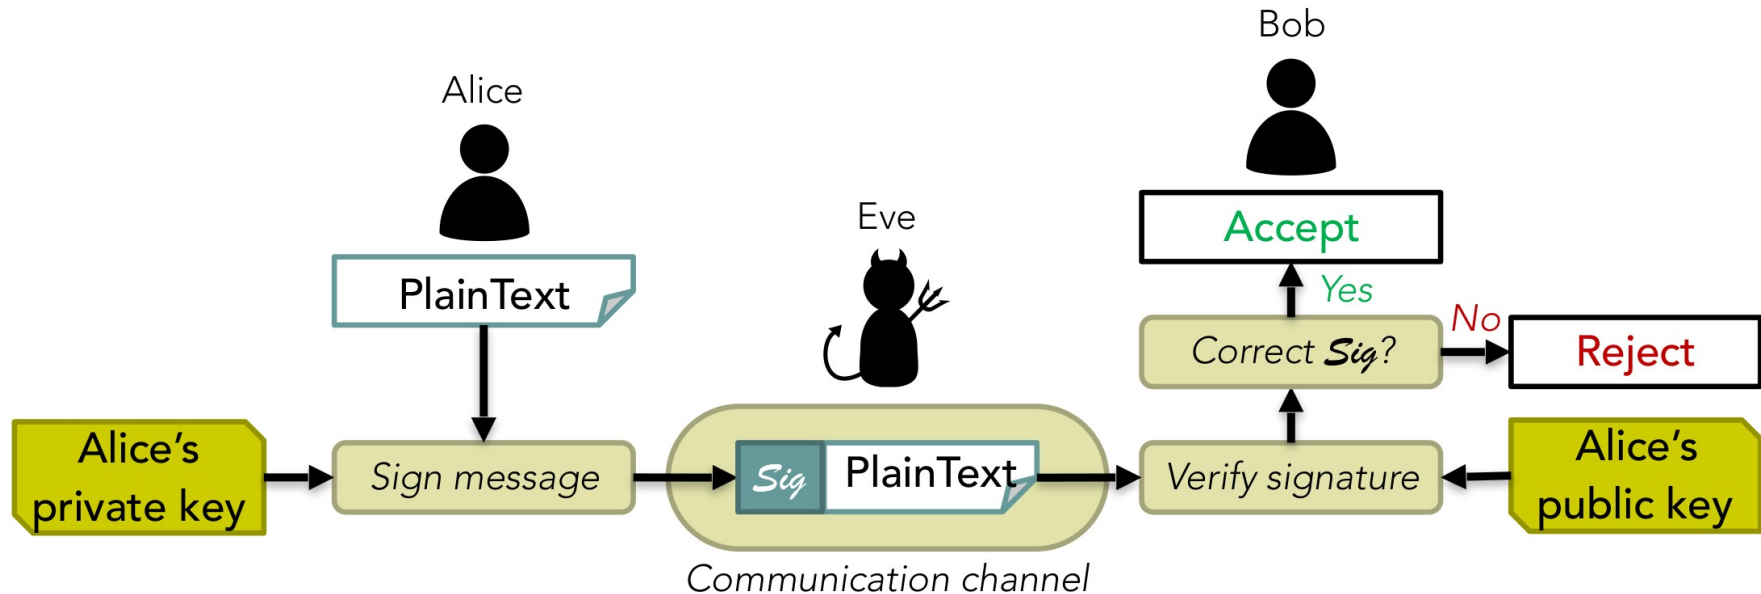 Bob
Alice
Accept
Eve
Yes
PlainText
No
Correct Sig?
Reject
Alice's
private key
Sign message
Sig
PlainText
Verify signature
Alice's
public key
Communication channel